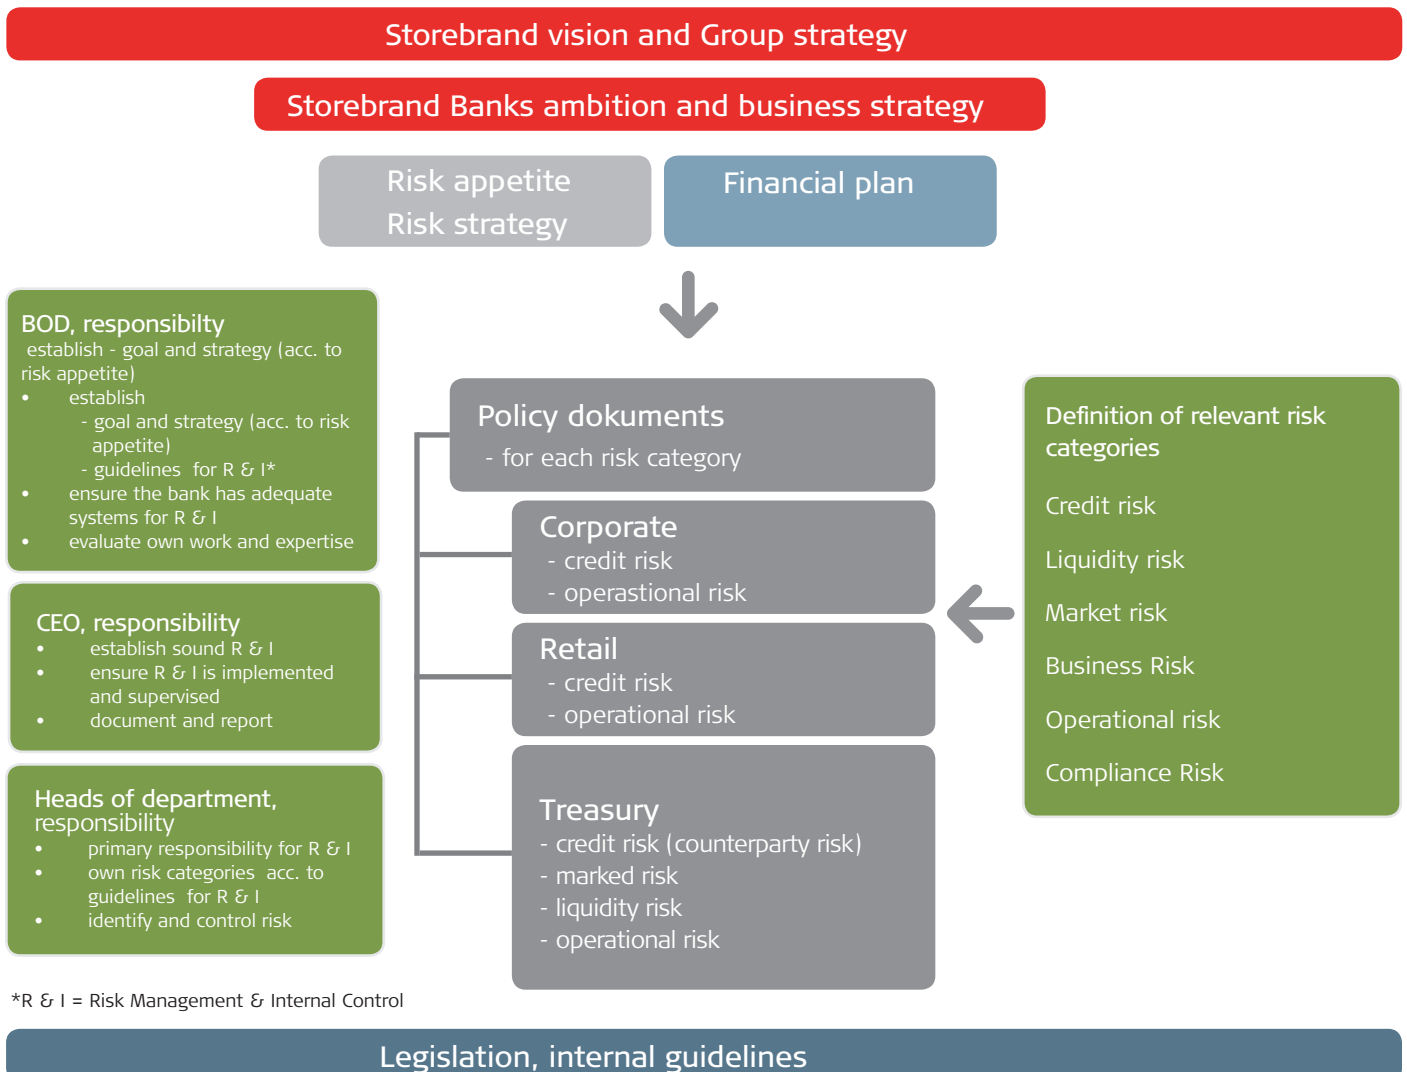 Storebrand vision and Group strategy
Storebrand Banks ambition and business strategy
Risk appetite
Risk strategy
Financial plan
BOD, responsibilty
establish - goal and strategy (acc. to
risk appetite)
• establish
- goal and strategy (acc. to risk
appetite)
- guidelines for R & I*
• ensure the bank has adequate
systems for R & I
• evaluate own work and expertise
CEO, responsibility
• establish sound R & I
• ensure R & I is implemented
and supervised
• document and report
Heads of department,
responsibility
• primary responsibility for R & I
• own risk categories acc. to
guidelines for R & I
• identify and control risk
Policy dokuments
- for each risk category
Corporate
- credit risk
- operastional risk
Retail
- credit risk
- operational risk
Treasury
- credit risk (counterparty risk)
- marked risk
- liquidity risk
- operational risk
Definition of relevant risk
categories
Credit risk
Liquidity risk
Market risk
Business Risk
Operational risk
Compliance Risk
*R & I = Risk Management & Internal Control
Legislation, internal guidelines